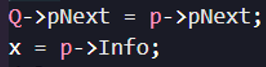 Q->pNext = p->pNext;
x = p->Info;